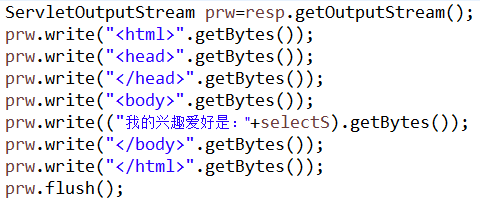 ServletOutputStream prw=resp.getOutputStream();
prw.write("<html>".getBytes());
prw.write("<head>".getBytes());
prw.write("</head>".getBytes());
prw.write("<body>".getBytes());
prw.write(("我的兴趣爱好是："+selectS).getBytes());
prw.write("</body>".getBytes());
prw.write("</html>".getBytes());
prw.flush();